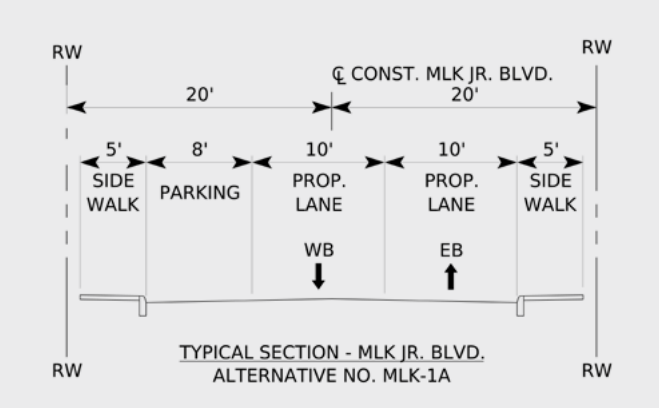 RW
RW
℄ CONST. MLK JR. BLVD.
20'
20'
5'
8'
10'
10'
5'
SIDE
WALK
PARKING
PROP.
LANE
PROP.
LANE
SIDE
WALK
WB
EB
TYPICAL SECTION - MLK JR. BLVD.
ALTERNATIVE NO. MLK-1A
RW
RW